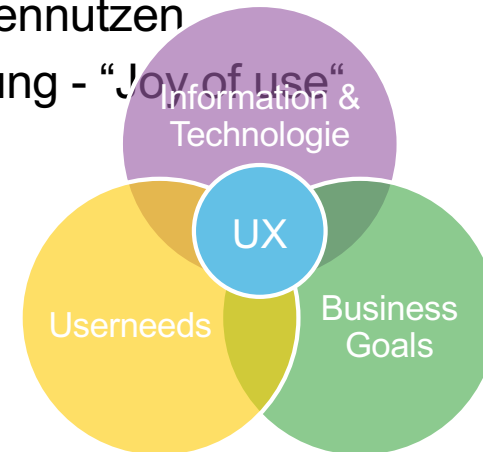 ennutzen
ung - “Joy of use“
Information &
Technologie
UX
Userneeds
Business
Goals